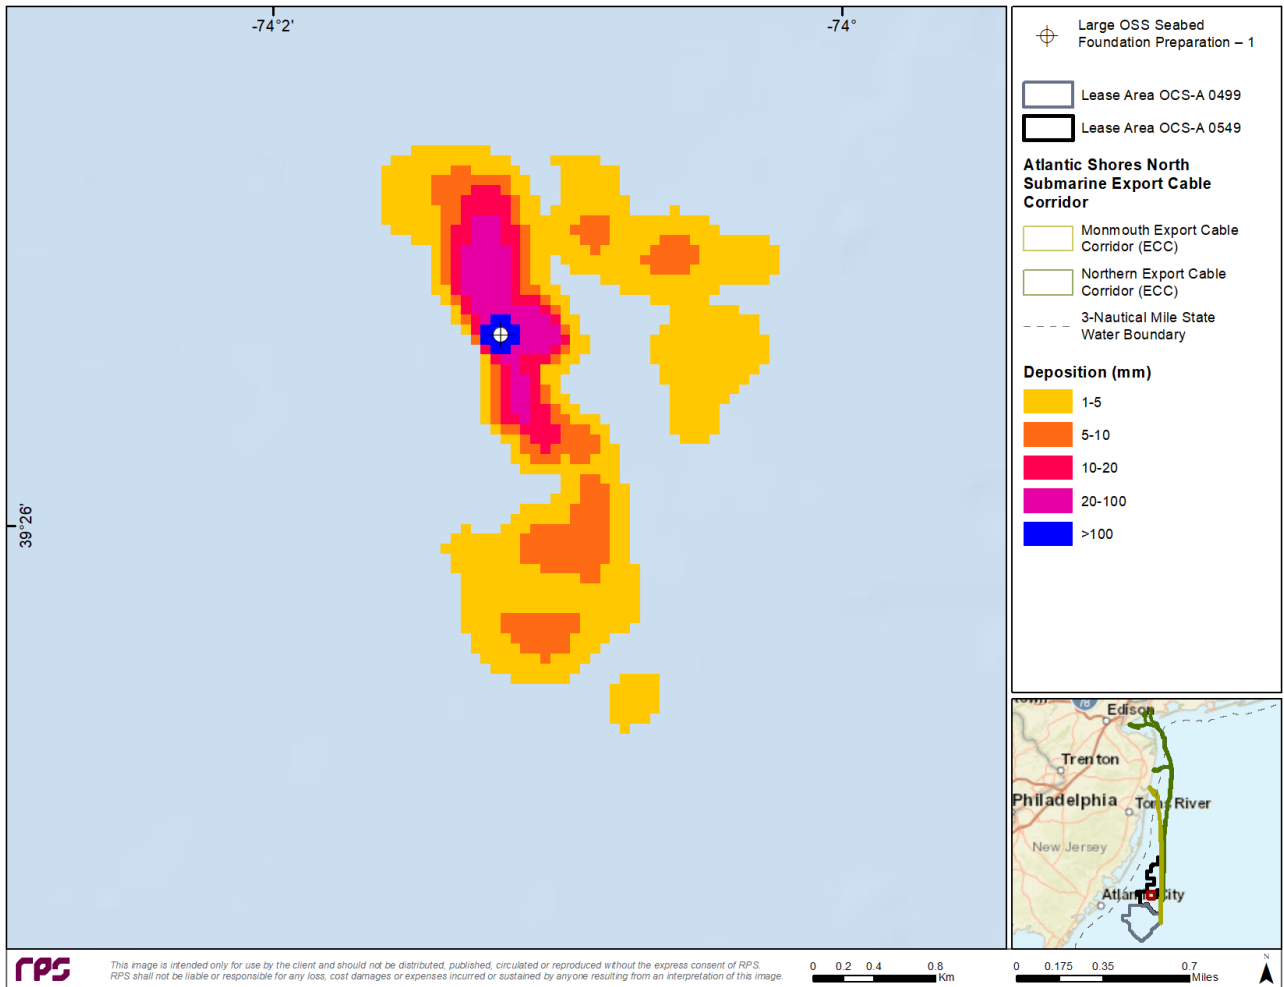 -74°2'
-74°
39°26'
Large OSS Seabed
Foundation Preparation – 1
Lease Area OCS-A 0499
Lease Area OCS-A 0549
Atlantic Shores North
Submarine Export Cable
Corridor
Monmouth Export Cable
Corridor (ECC)
Northern Export Cable
Corridor (ECC)
3-Nautical Mile State
Water Boundary
Deposition (mm)
1-5
5-10
10-20
20-100
>100
78
Edison
Trenton
Philadelphia
Toms River
New Jersey
Atlantic City
rps
This image is intended only for use by the client and should not be distributed, published, circulated or reproduced without the express consent of RPS.
RPS shall not be liable or responsible for any loss, cost damages or expenses incurred or sustained by anyone resulting from an interpretation of this image.
0 0.2 0.4 0.8
Km
0 0.175 0.35 0.7
Miles
N